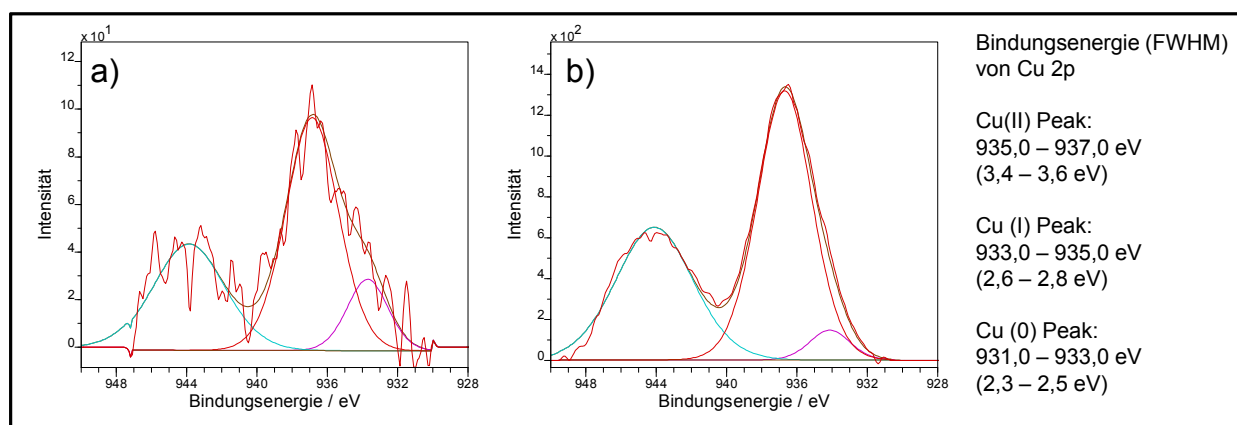 x 10^1
a)
12
10
8
6
4
2
0
Intensität
948 944 940 936 932 928
Bindungsenergie / eV
x 10^2
b)
14
12
10
8
6
4
2
0
Intensität
948 944 940 936 932 928
Bindungsenergie / eV
Bindungsenergie (FWHM)
von Cu 2p
Cu(II) Peak:
935,0 – 937,0 eV
(3,4 – 3,6 eV)
Cu (I) Peak:
933,0 – 935,0 eV
(2,6 – 2,8 eV)
Cu (0) Peak:
931,0 – 933,0 eV
(2,3 – 2,5 eV)